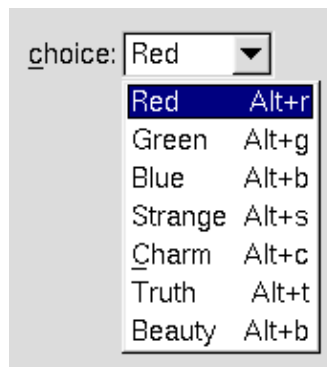 choice: Red
Red Alt+r
Green Alt+g
Blue Alt+b
Strange Alt+s
Charm Alt+c
Truth Alt+t
Beauty Alt+b